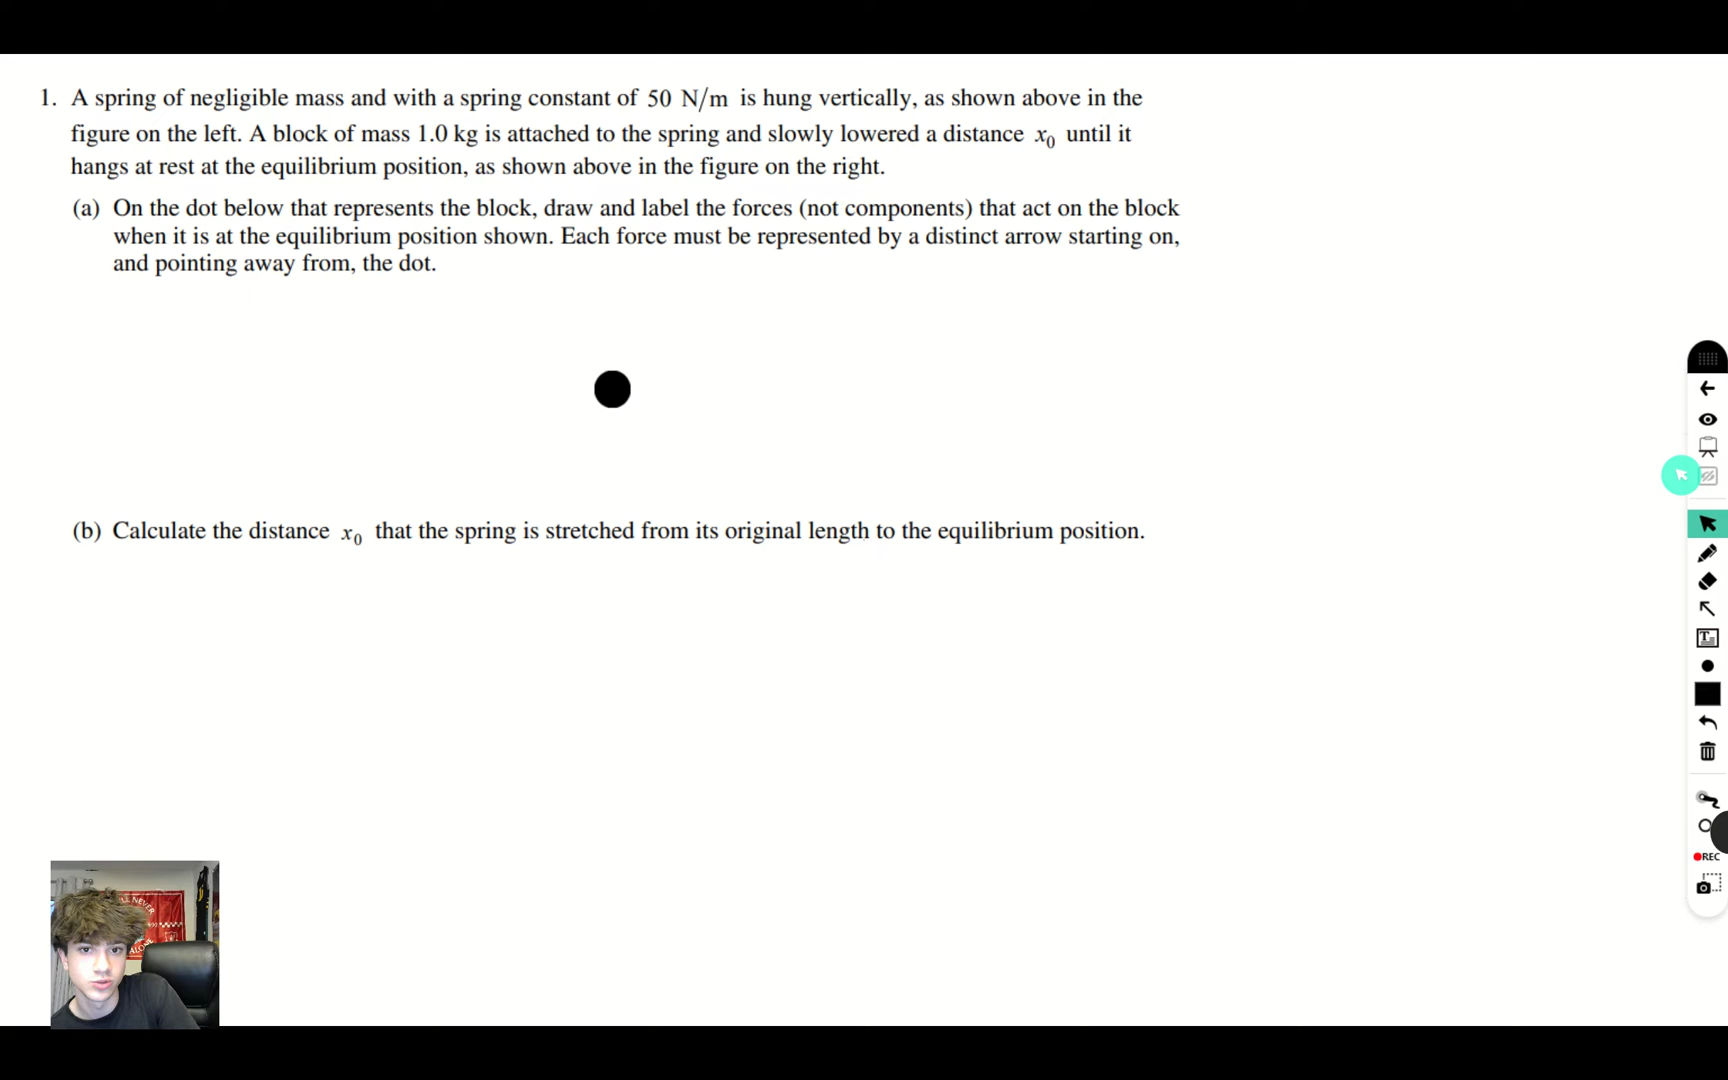 1. A spring of negligible mass and with a spring constant of 50 N/m is hung vertically, as shown above in the
figure on the left. A block of mass 1.0 kg is attached to the spring and slowly lowered a distance x₀ until it
hangs at rest at the equilibrium position, as shown above in the figure on the right.
(a) On the dot below that represents the block, draw and label the forces (not components) that act on the block
when it is at the equilibrium position shown. Each force must be represented by a distinct arrow starting on,
and pointing away from, the dot.
(b) Calculate the distance x₀ that the spring is stretched from its original length to the equilibrium position.
T
REC
NEVER
ALONE